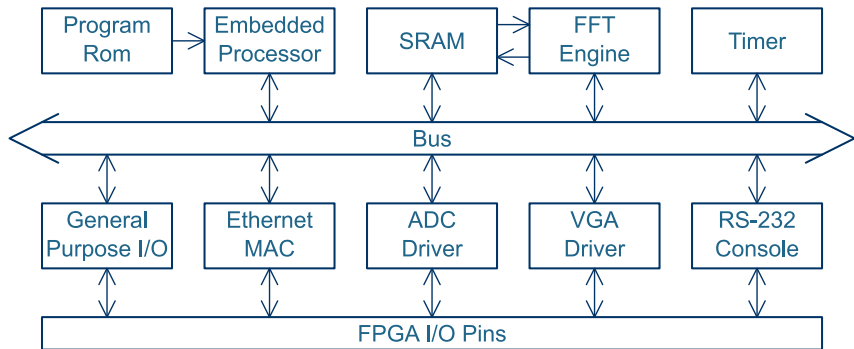 Program
Rom
Embedded
Processor
SRAM
FFT
Engine
Timer
Bus
General
Purpose I/O
Ethernet
MAC
ADC
Driver
VGA
Driver
RS-232
Console
FPGA I/O Pins